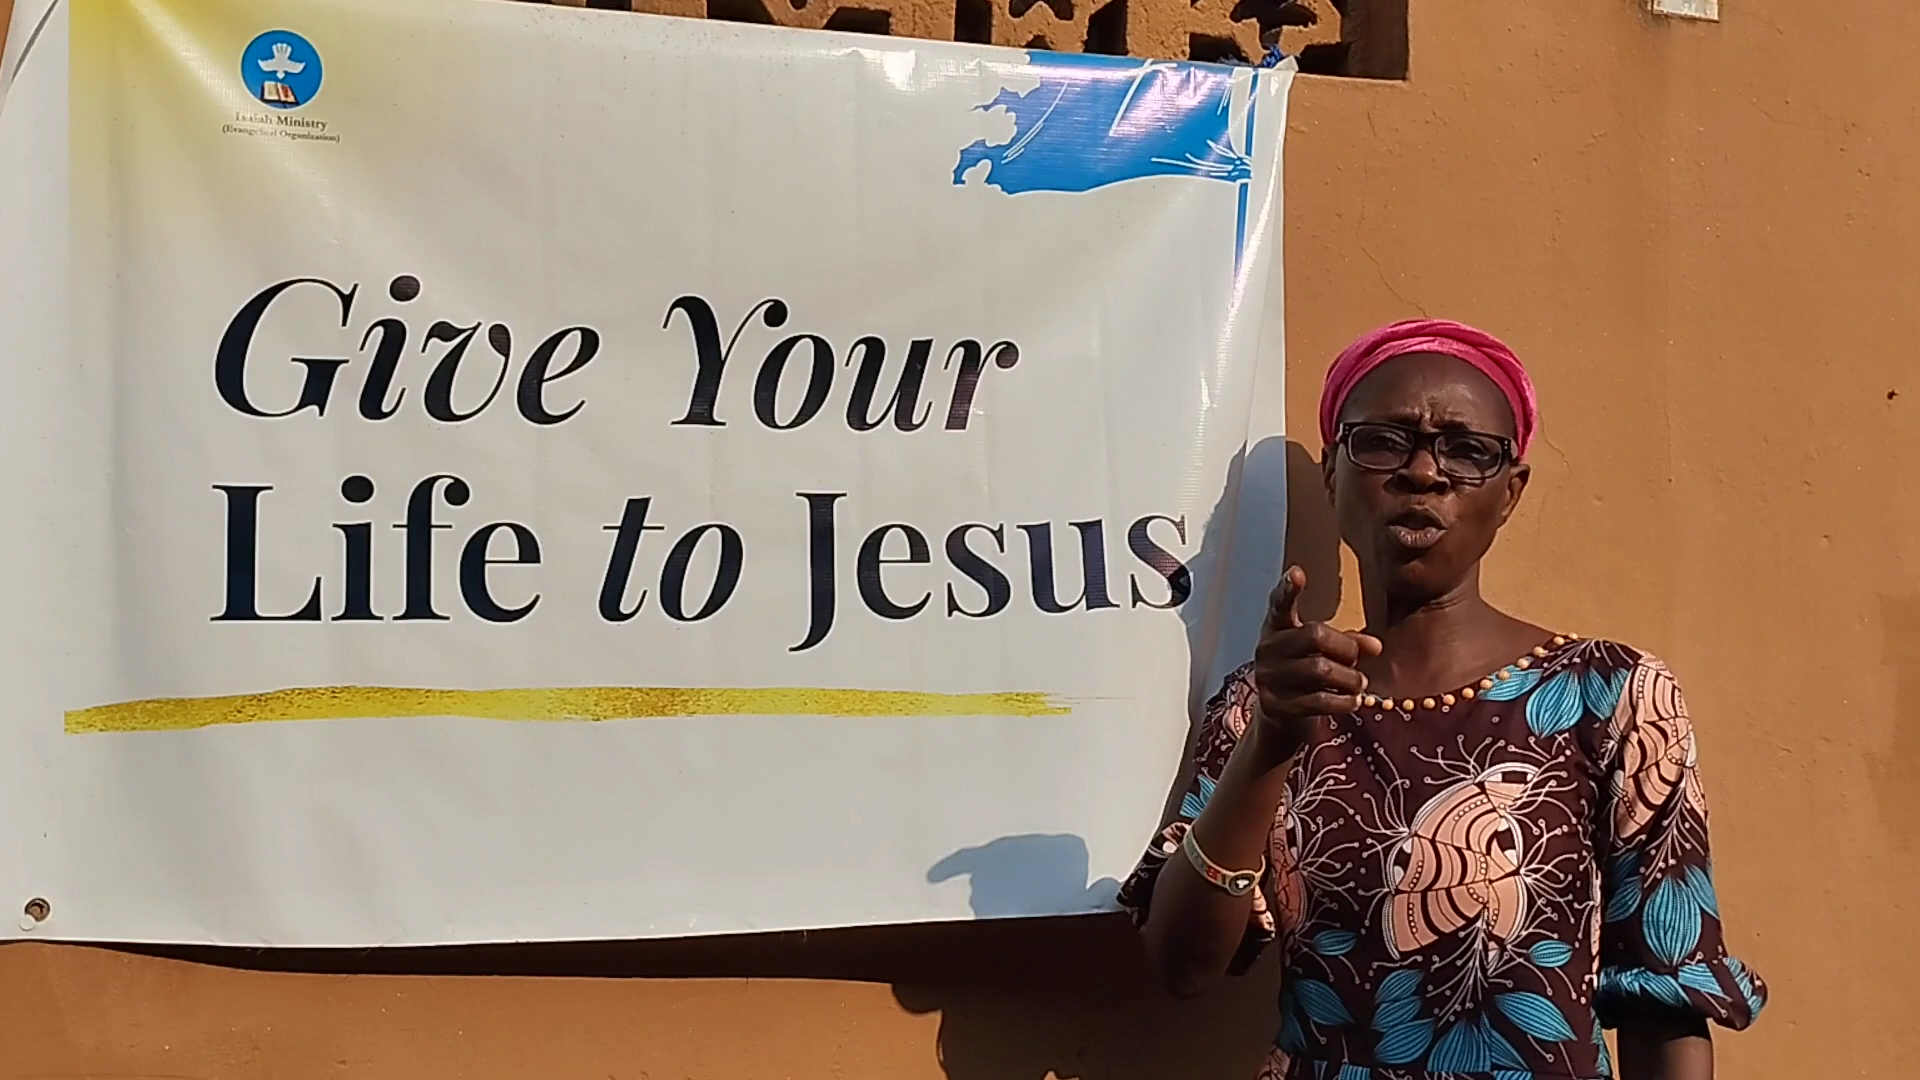 Isaiah Ministry
(Evangelical Organization)
Give Your
Life to Jesus